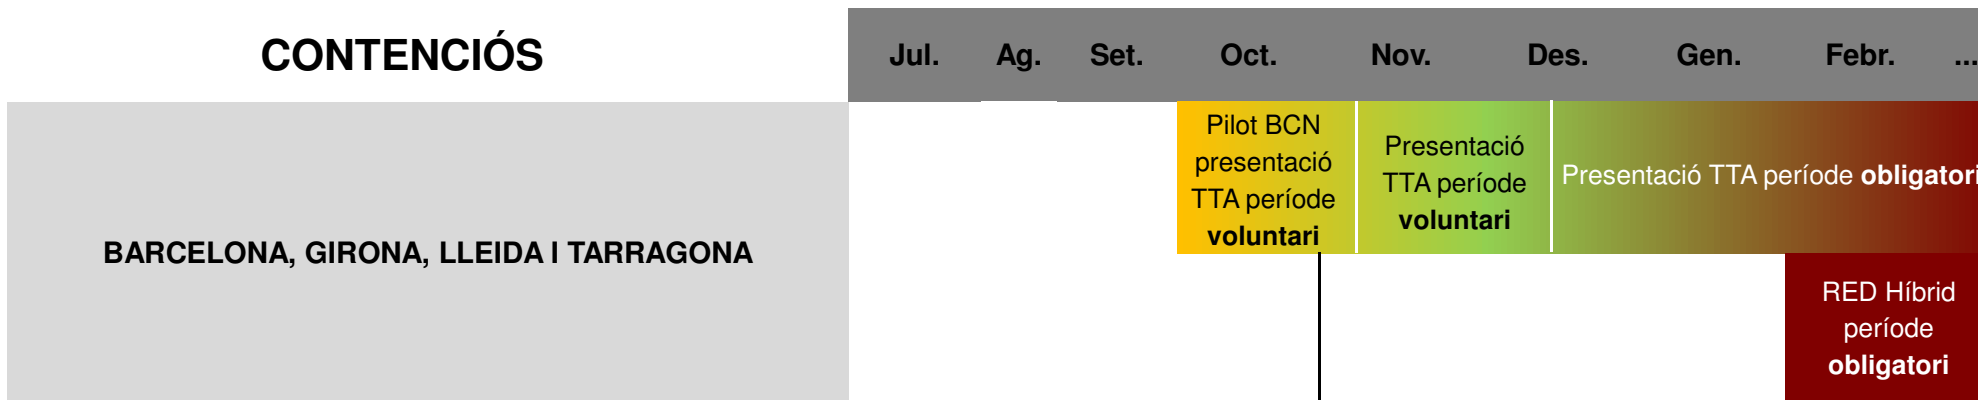 CONTENCIÓS
Jul. Ag. Set. Oct. Nov. Des. Gen. Febr. ...
Pilot BCN
presentació
TTA període
voluntari
Presentació
TTA període
voluntari
Presentació TTA període obligatori
BARCELONA, GIRONA, LLEIDA I TARRAGONA
RED Híbrid
període
obligatori